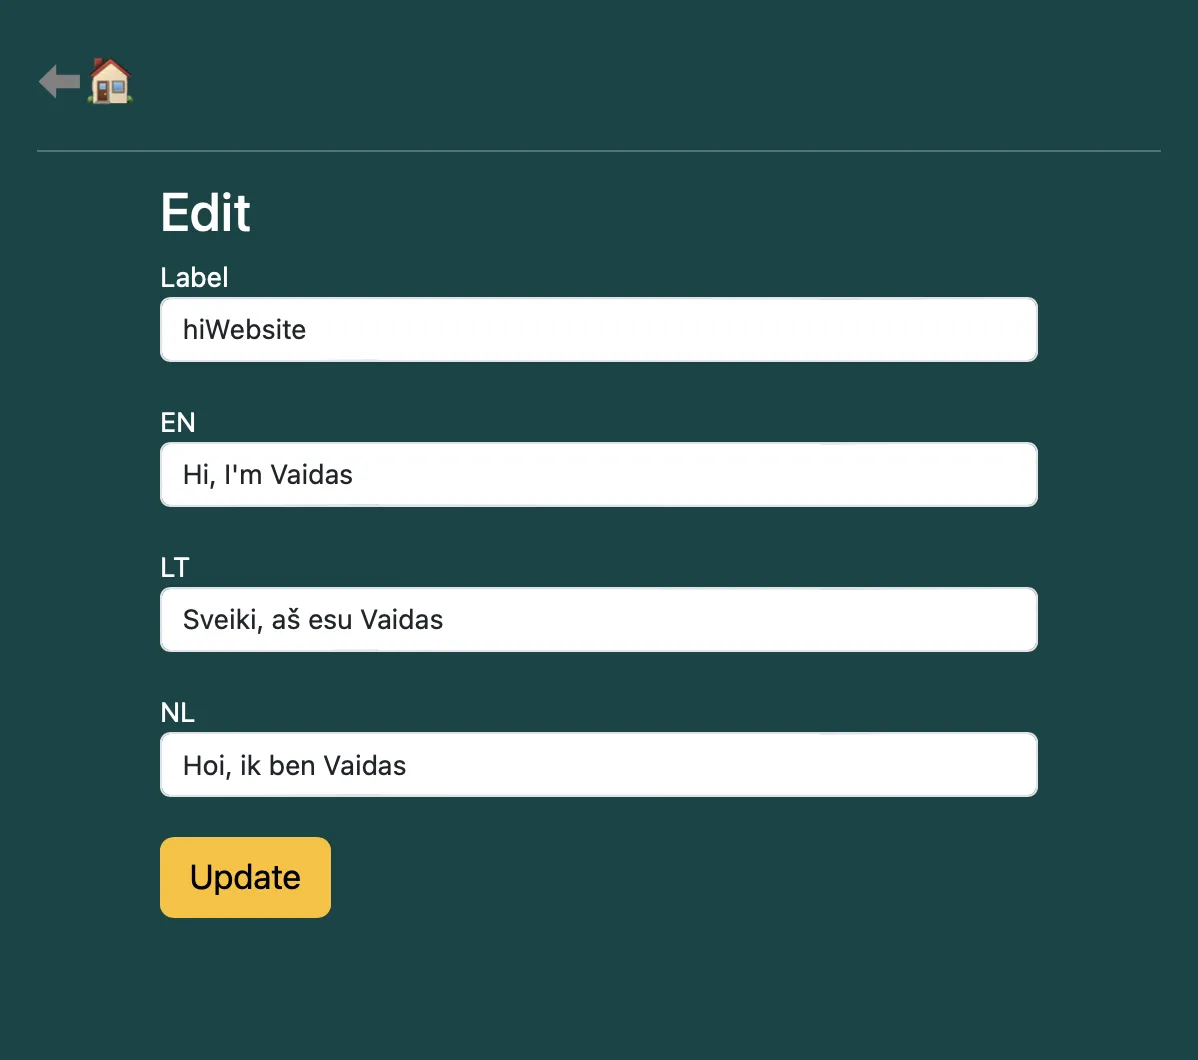 Edit
Label
hiWebsite
EN
Hi, I'm Vaidas
LT
Sveiki, aš esu Vaidas
NL
Hoi, ik ben Vaidas
Update